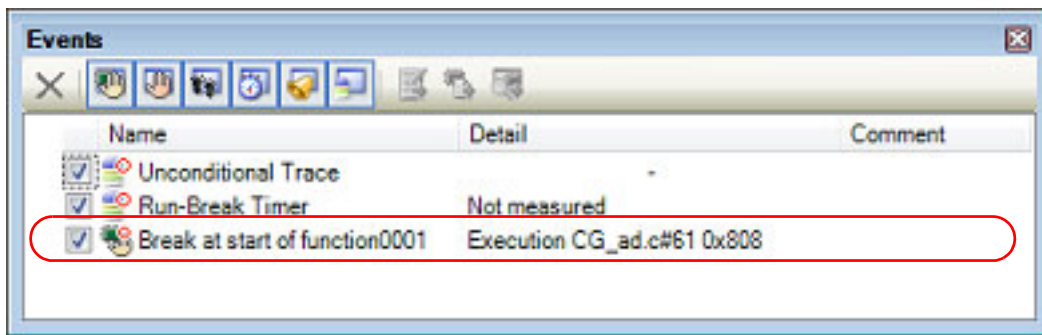 Events
Name Detail Comment
Unconditional Trace -
Run-Break Timer Not measured
Break at start of function0001 Execution CG_ad.c#61 0x808